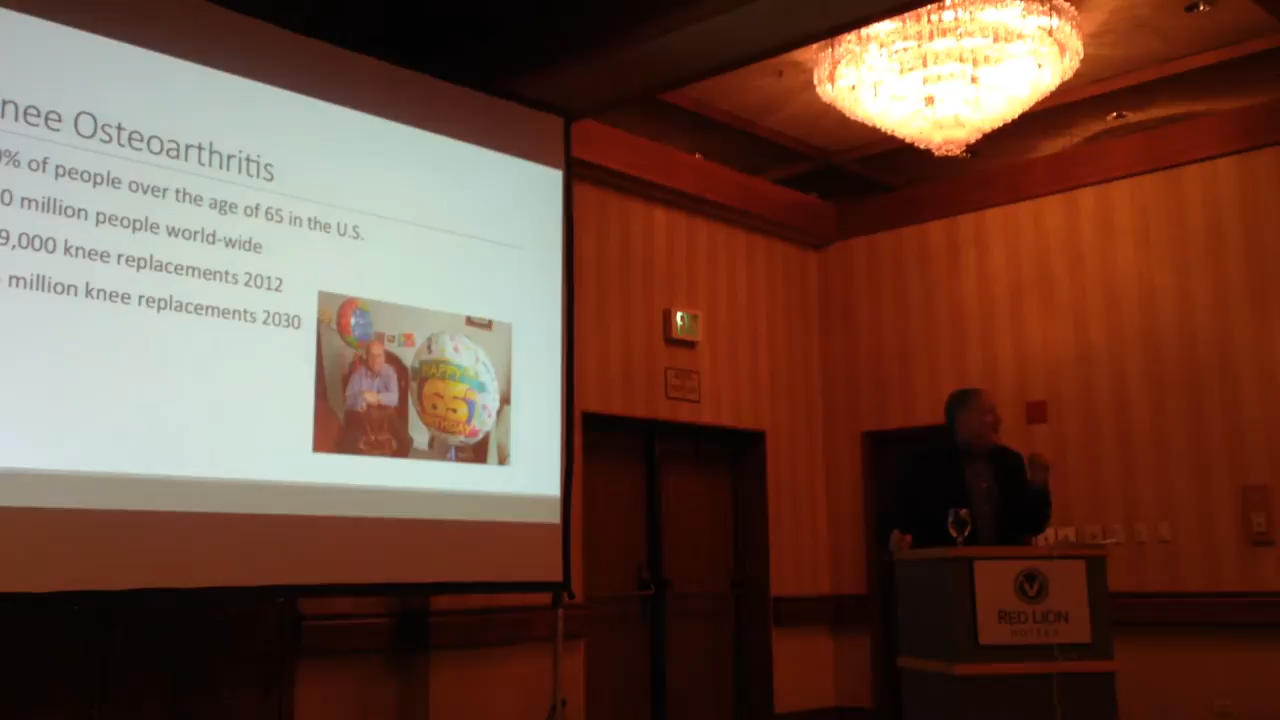 nee Osteoarthritis
% of people over the age of 65 in the U.S.
0 million people world-wide
9,000 knee replacements 2012
million knee replacements 2030
HAPPY
65
BIRTHDAY
RED LION
HOTELS